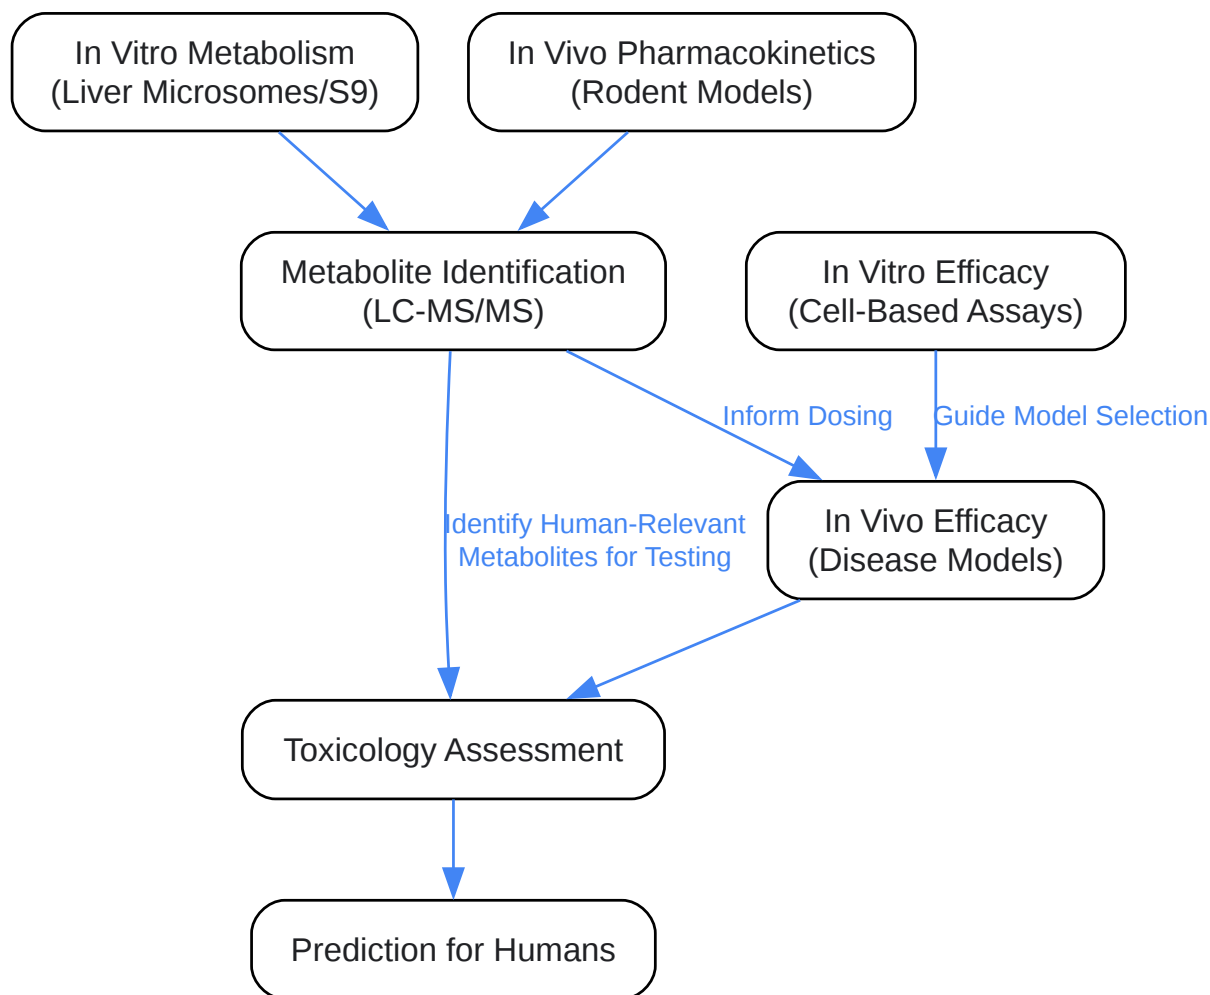 In Vitro Metabolism
(Liver Microsomes/S9)
In Vivo Pharmacokinetics
(Rodent Models)
Metabolite Identification
(LC-MS/MS)
In Vitro Efficacy
(Cell-Based Assays)
Inform Dosing
Guide Model Selection
Identify Human-Relevant
Metabolites for Testing
In Vivo Efficacy
(Disease Models)
Toxicology Assessment
Prediction for Humans